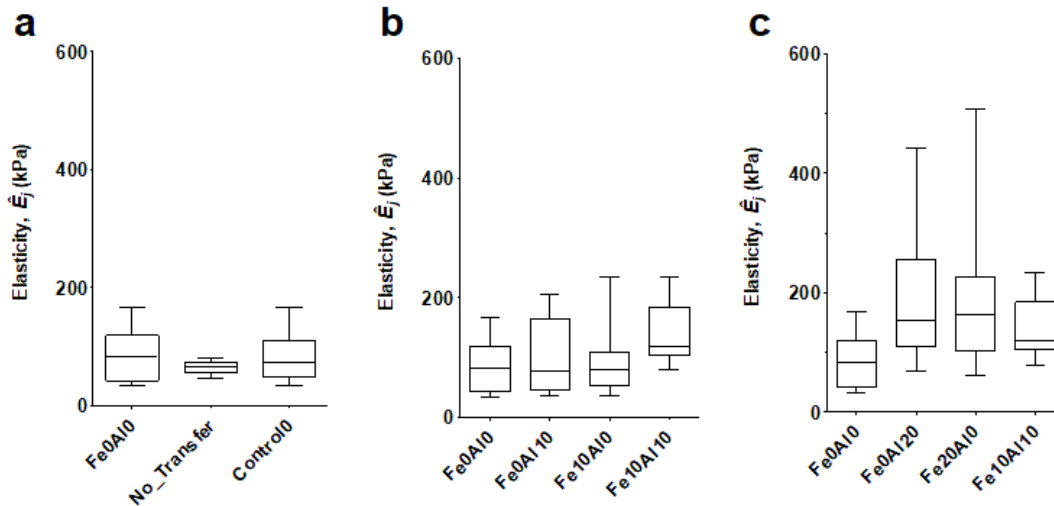 a
600
400
200
0
Elasticity, Êj (kPa)
Fe0Al0
No_Transfer
Control0
b
600
400
200
0
Elasticity, Êj (kPa)
Fe0Al0
Fe0Al10
Fe10Al0
Fe10Al10
c
600
400
200
0
Elasticity, Êj (kPa)
Fe0Al0
Fe0Al20
Fe20Al0
Fe10Al10